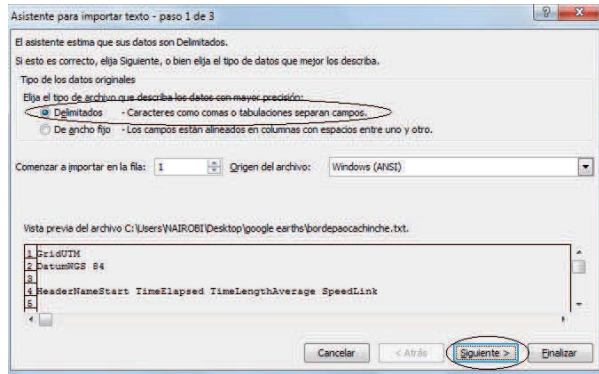 Asistente para importar texto - paso 1 de 3
El asistente estima que sus datos son Delimitados.
Si esto es correcto, elija Siguiente, o bien elija el tipo de datos que mejor los describa.
Tipo de los datos originales
Elija el tipo de archivo que describa los datos con mayor precisión:
Delimitados - Caracteres como comas o tabulaciones separan campos.
De ancho fijo - Los campos están alineados en columnas con espacios entre uno y otro.
Comenzar a importar en la fila: 1 Origen del archivo: Windows (ANSI)
Vista previa del archivo C:\Users\NAIROBI\Desktop\google earths\bordepaocachinche.txt.
1 GridUTM
2 DatumWGS 84
3
4 HeaderNameStart TimeElapsed TimeLengthAverage SpeedLink
5
Cancelar < Atrás Siguiente > Finalizar